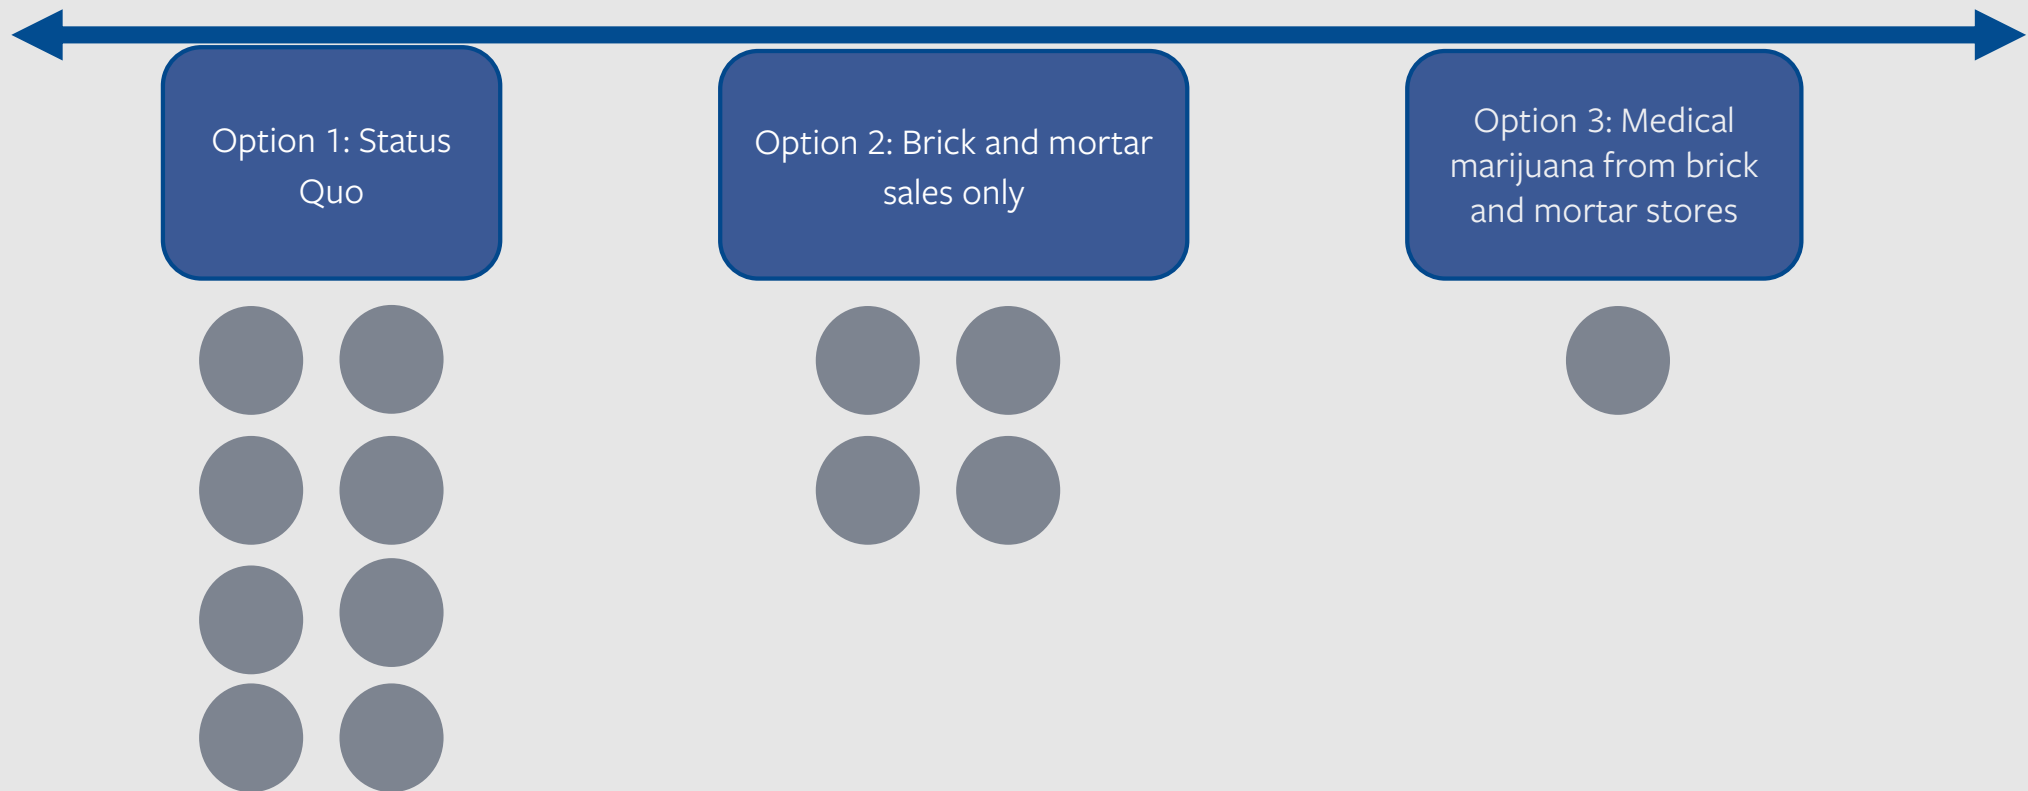 Option 1: Status
Quo
Option 2: Brick and mortar
sales only
Option 3: Medical
marijuana from brick
and mortar stores